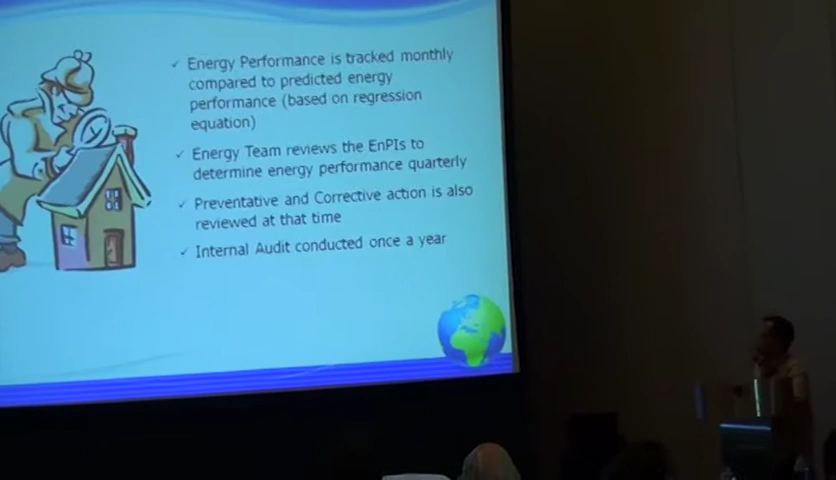 ✓ Energy Performance is tracked monthly
compared to predicted energy
performance (based on regression
equation)
✓ Energy Team reviews the EnPIs to
determine energy performance quarterly
✓ Preventative and Corrective action is also
reviewed at that time
✓ Internal Audit conducted once a year